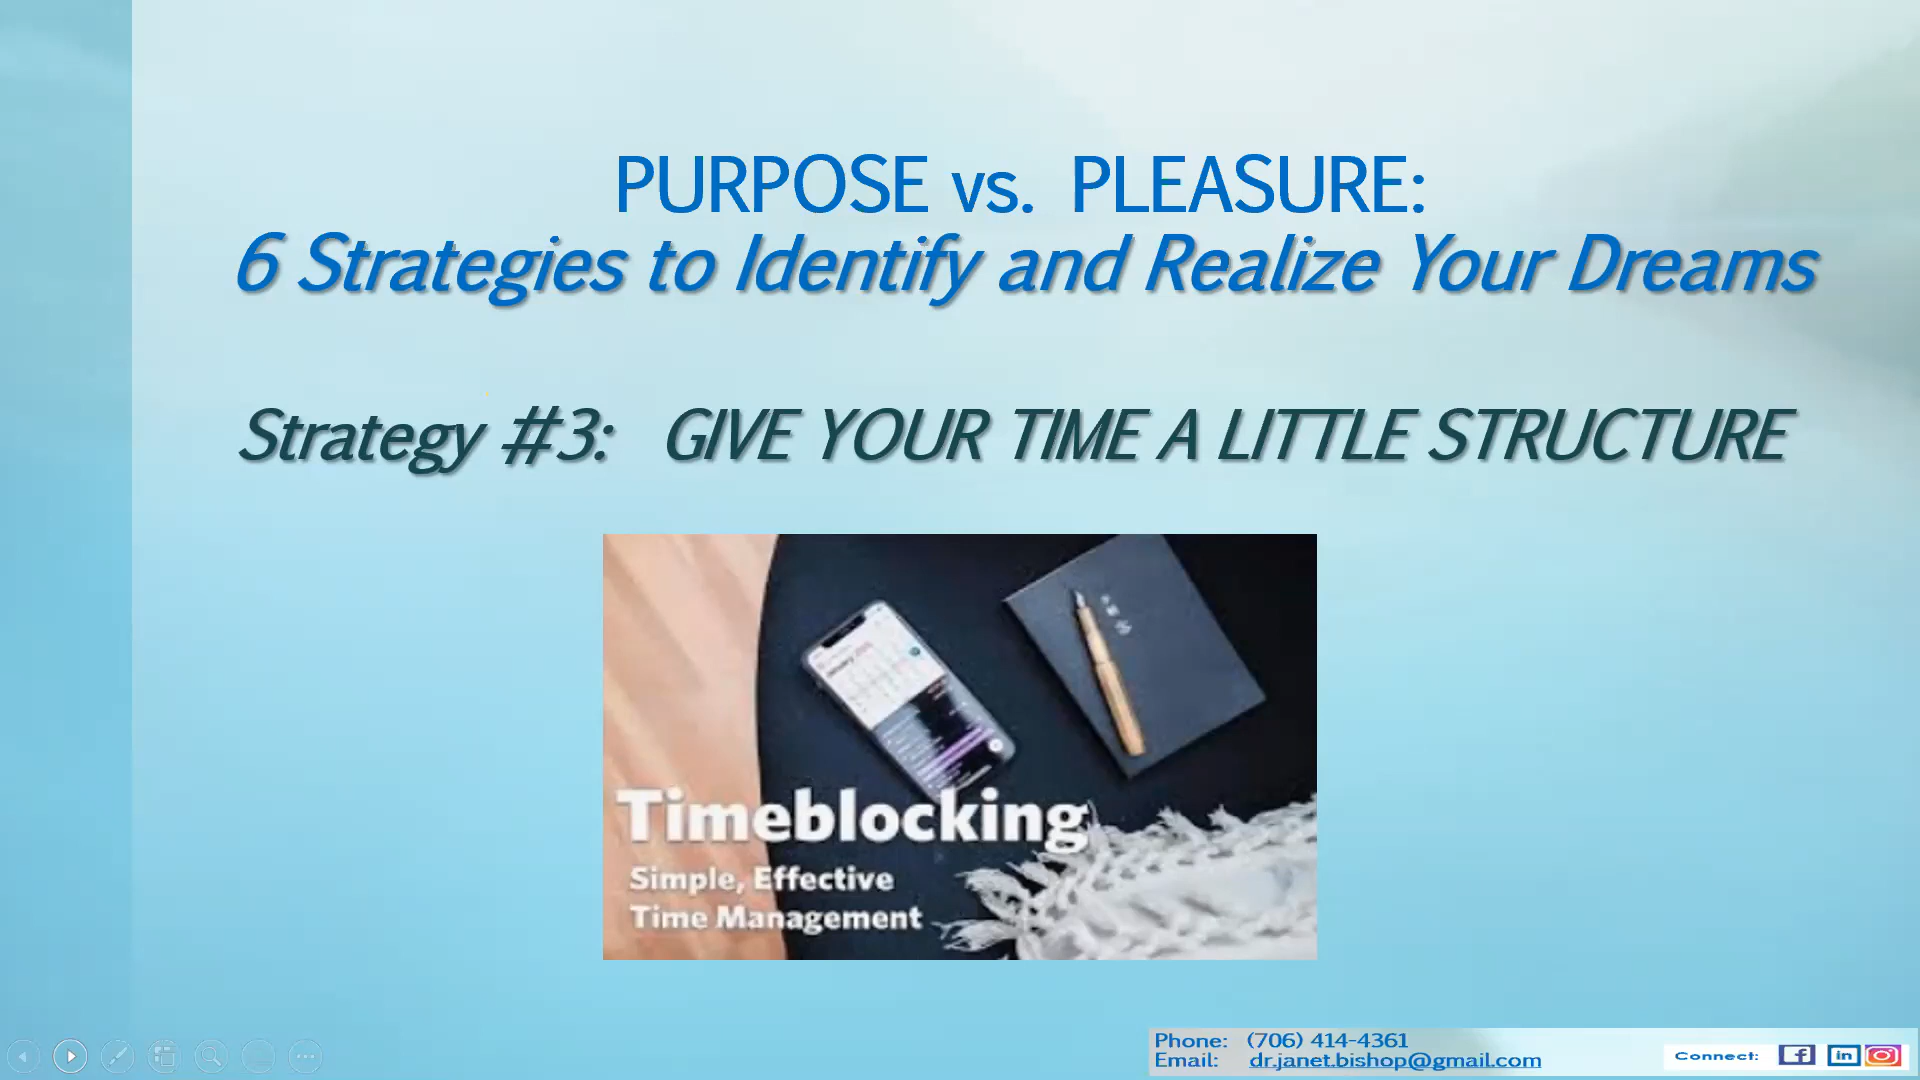 PURPOSE vs. PLEASURE:
6 Strategies to Identify and Realize Your Dreams
Strategy #3: GIVE YOUR TIME A LITTLE STRUCTURE
Timeblocking
Simple, Effective
Time Management
Phone: (706) 414-4361
Email: dr.janet.bishop@gmail.com
Connect: